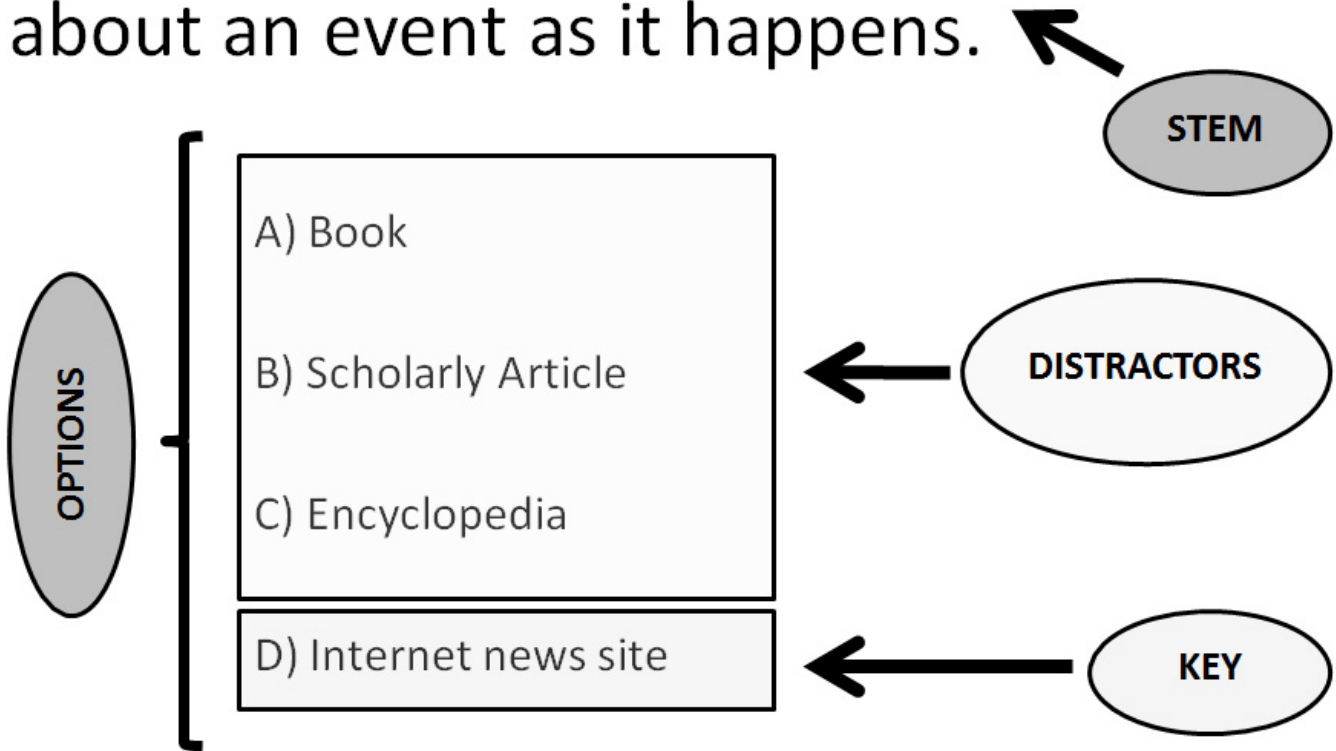 about an event as it happens.
STEM
OPTIONS
A) Book
B) Scholarly Article
C) Encyclopedia
DISTRACTORS
D) Internet news site
KEY